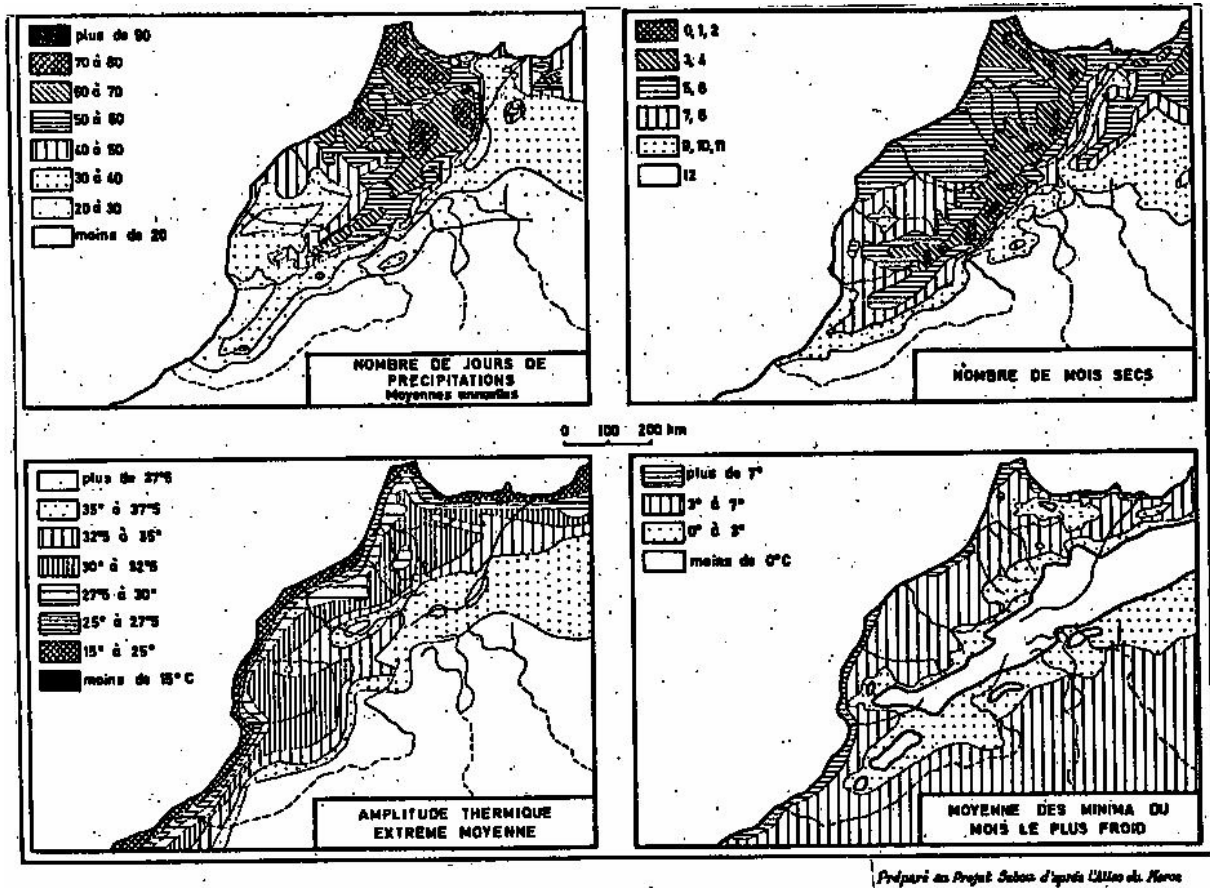 plus de 90
70 à 80
60 à 70
50 à 60
40 à 50
30 à 40
20 à 30
moins de 20
NOMBRE DE JOURS DE
PRECIPITATIONS
Moyennes annuelles
0, 1, 2
3, 4
5, 6
7, 8
9, 10, 11
12
NOMBRE DE MOIS SECS
0 100 200 km
plus de 37°5
35° à 37°5
32°5 à 35°
30° à 32°5
27°5 à 30°
25° à 27°5
15° à 25°
moins de 15° C
AMPLITUDE THERMIQUE
EXTRÊME MOYENNE
plus de 7°
3° à 7°
0° à 3°
moins de 0°C
MOYENNE DES MINIMA DU
MOIS LE PLUS FROID
Préparé au Projet Sebou d'après l'Atlas du Maroc